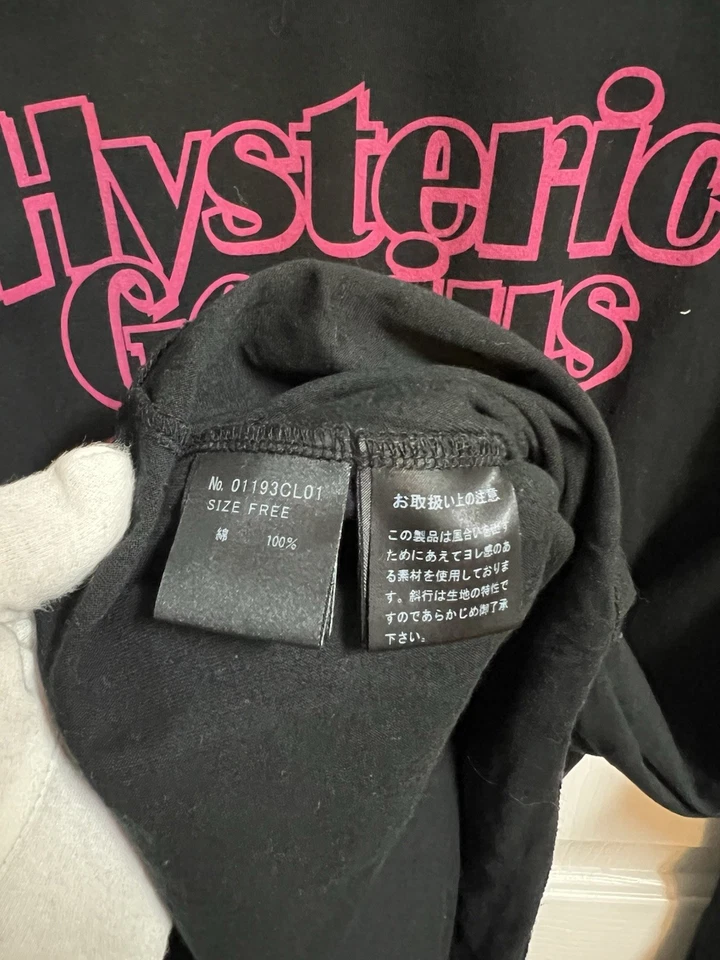 Hysteric
Genius
No. 01193CL01
SIZE FREE
綿 100%
お取扱い上の注意
この製品は風合いを出す
ためにあえてヨレ感のあ
る素材を使用しておりま
す。斜行は生地の特性で
すのであらかじめ御了承
下さい。